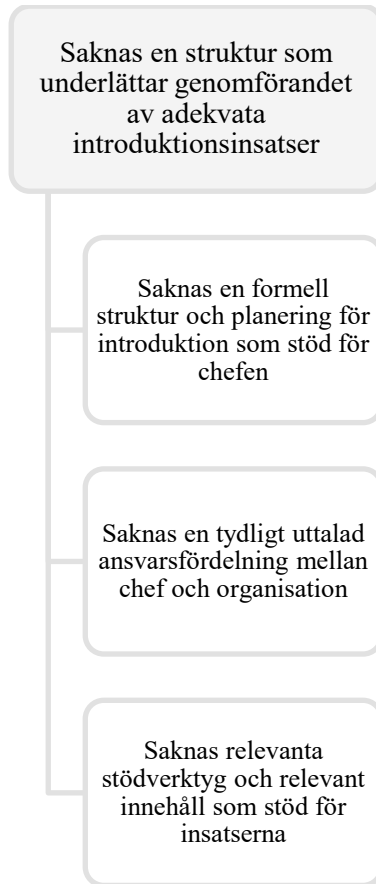 Saknas en struktur som
underlättar genomförandet
av adekvata
introduktionsinsatser
Saknas en formell
struktur och planering för
introduktion som stöd för
chefen
Saknas en tydligt uttalad
ansvarsfördelning mellan
chef och organisation
Saknas relevanta
stödverktyg och relevant
innehåll som stöd för
insatserna